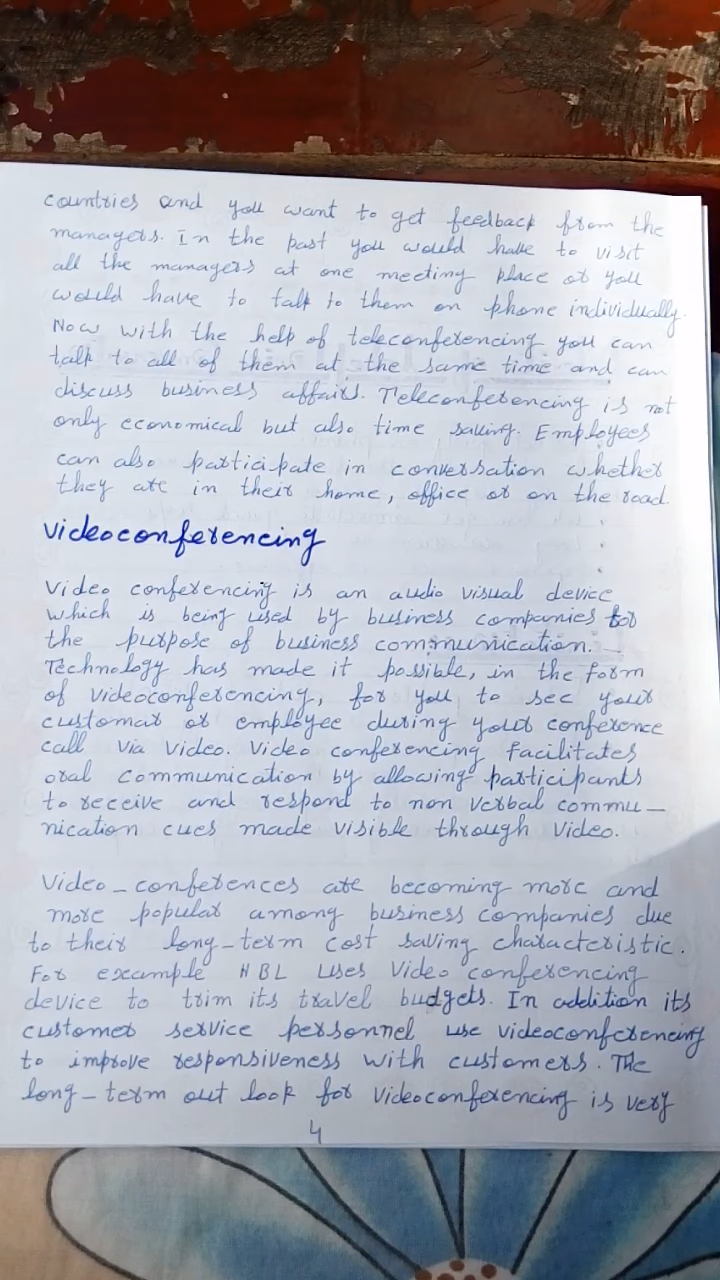 countries and you want to get feedback from the
managers. In the past you would have to visit
all the managers at one meeting place or you
would have to talk to them on phone individually.
Now with the help of teleconferencing you can
talk to all of them at the same time and can
discuss business affairs. Teleconferencing is not
only economical but also time saving. Employees
can also participate in conversation whether
they are in their home, office or on the road.
videoconferencing
Video conferencing is an audio visual device
which is being used by business companies for
the purpose of business communication.
Technology has made it possible, in the form
of videoconferencing, for you to see your
customar or employee during your conference
call via video. Video conferencing facilitates
oral communication by allowing participants
to receive and respond to non verbal commu-
nication cues made visible through video.
Video-conferences are becoming more and
more popular among business companies due
to their long-term cost saving characteristic.
For example HBL uses Video conferencing
device to trim its travel budgets. In addition its
customer service personnel use videoconferencing
to improve responsiveness with customers. The
long-term out look for videoconferencing is very
4